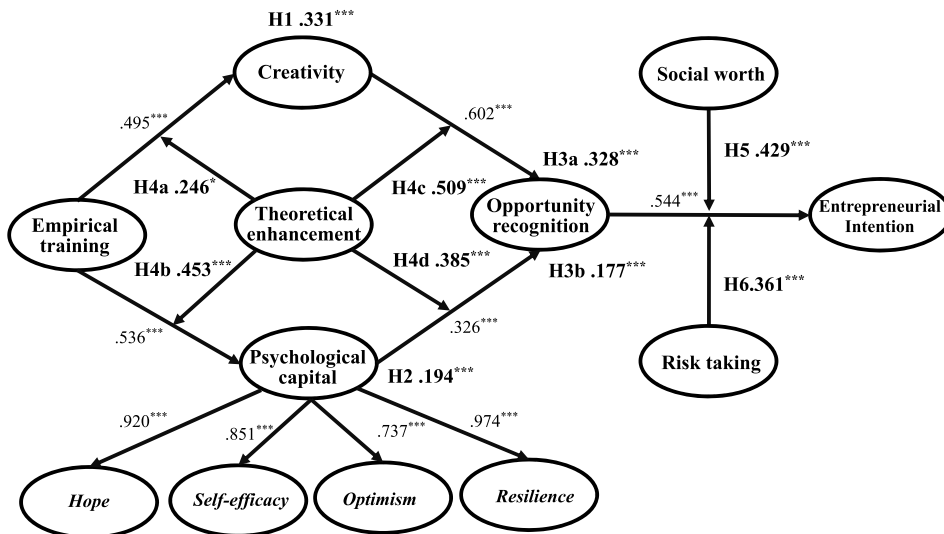 H1 .331***
Creativity
Social worth
.495***
.602***
H3a .328***
H5 .429***
H4a .246*
H4c .509***
Empirical
training
Theoretical
enhancement
Opportunity
recognition
.544***
Entrepreneurial
Intention
H4b .453***
H4d .385***
H3b .177***
H6.361***
.536***
.326***
Psychological
capital
H2 .194***
Risk taking
.920***
.851***
.737***
.974***
Hope
Self-efficacy
Optimism
Resilience